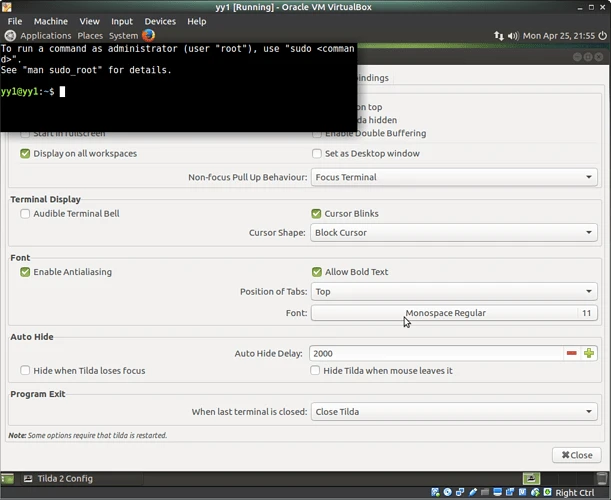 yy1 [Running] - Oracle VM VirtualBox
File Machine View Input Devices Help
Applications Places System Mon Apr 25, 21:55
To run a command as administrator (user "root"), use "sudo <comman
d>".
See "man sudo_root" for details.
yy1@yy1:~$
bindings
on top
da hidden
Start in fullscreen Enable Double Buffering
Display on all workspaces Set as Desktop window
Non-focus Pull Up Behaviour: Focus Terminal
Terminal Display
Audible Terminal Bell Cursor Blinks
Cursor Shape: Block Cursor
Font
Enable Antialiasing Allow Bold Text
Position of Tabs: Top
Font: Monospace Regular 11
Auto Hide
Auto Hide Delay: 2000
Hide when Tilda loses focus Hide Tilda when mouse leaves it
Program Exit
When last terminal is closed: Close Tilda
Note: Some options require that tilda is restarted.
Close
Tilda 2 Config
Right Ctrl